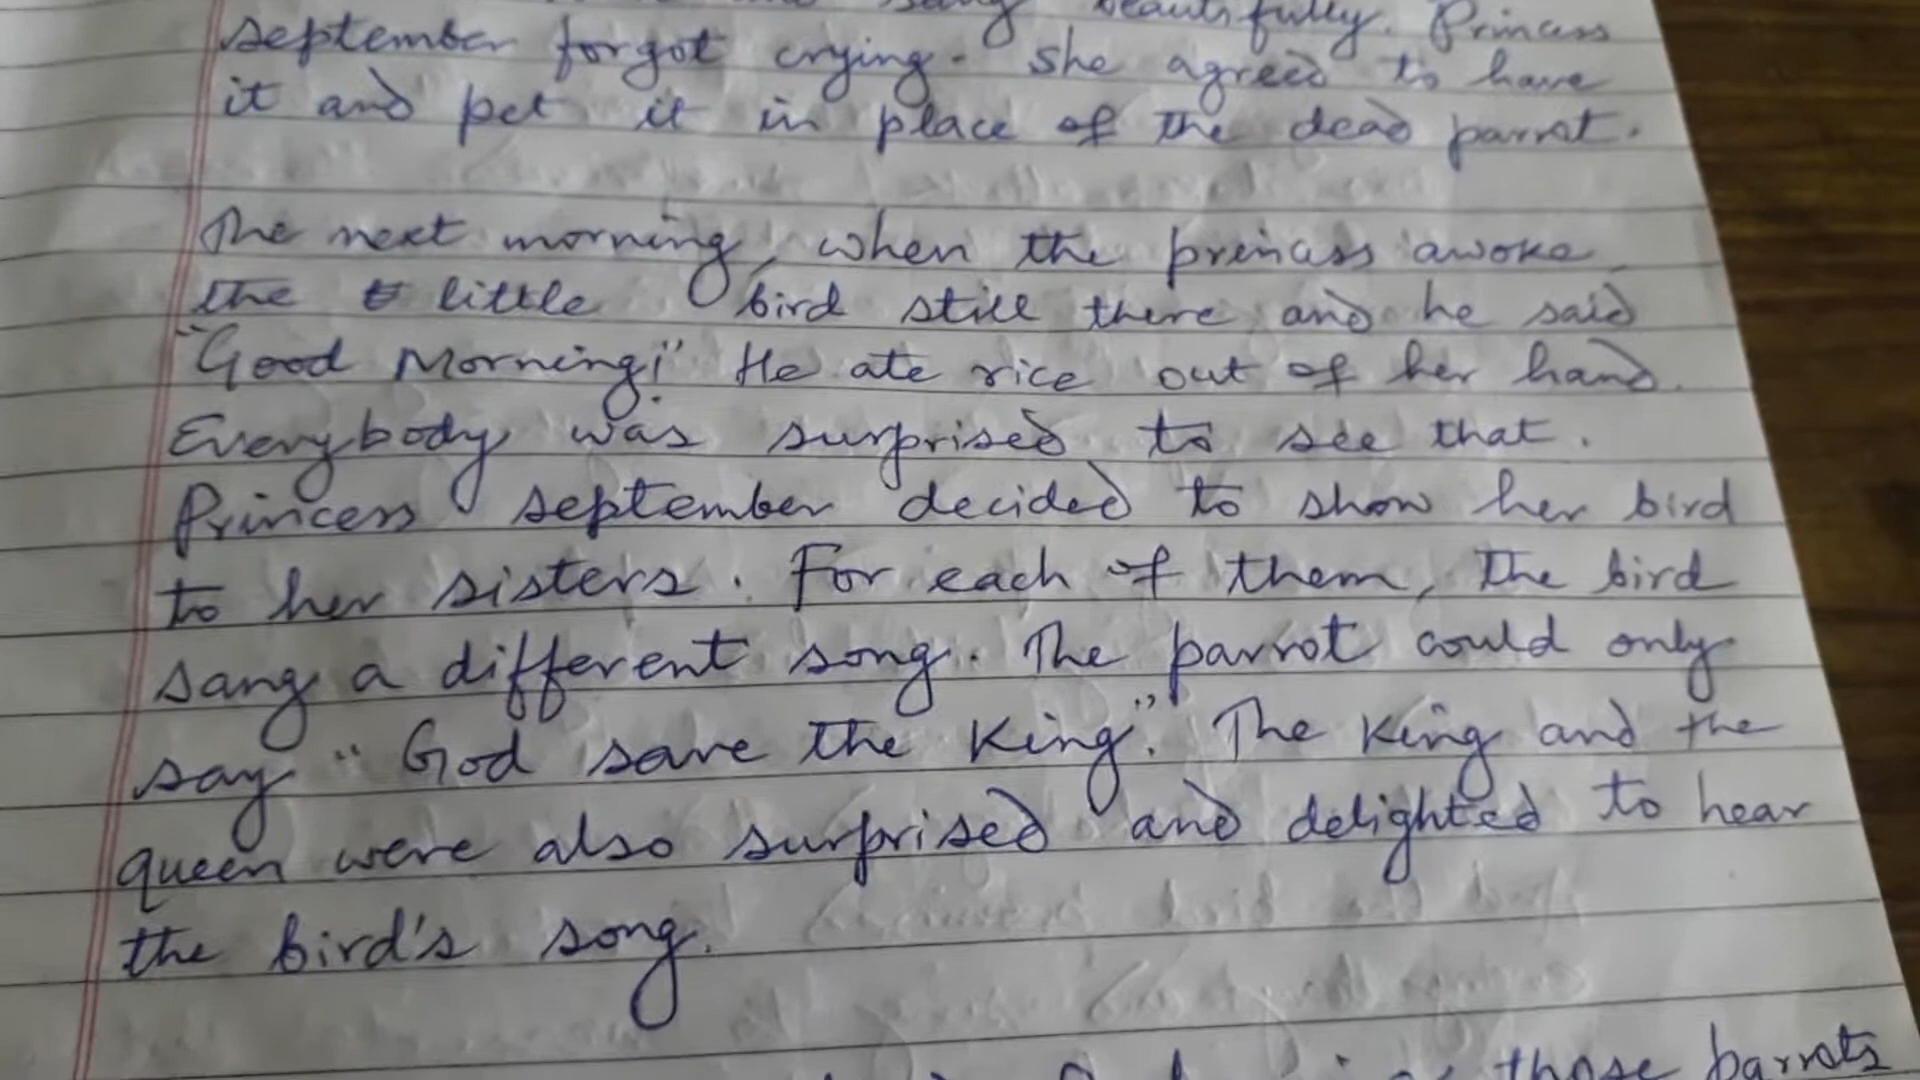 sang beautifully. Princess
september forgot crying. She agreed to have
it and pet it in place of the dead parrot.
The next morning, when the princess awoke
the little bird still there and he said
"Good Morning!" He ate rice out of her hand.
Everybody was surprised to see that.
Princess september decided to show her bird
to her sisters. For each of them, the bird
sang a different song. The parrot could only
say "God save the King". The King and the
queen were also surprised and delighted to hear
the bird's song.
those parrots